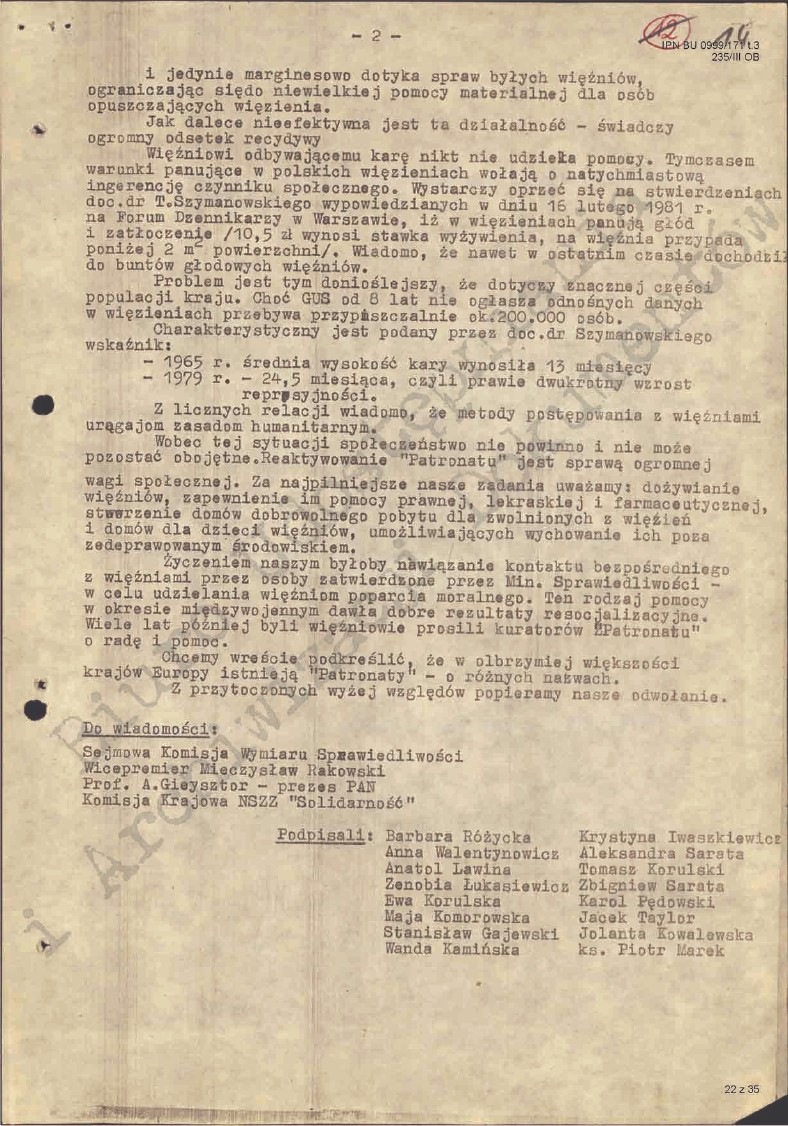 - 2 -
12 14
IPN BU 0999/171 t.3
235/III OB
i jedynie marginesowo dotyka spraw byłych więźniów,
ograniczając siędo niewielkiej pomocy materialnej dla osób
opuszczających więzienia.
Jak dalece nieefektywna jest ta działalność - świadczy
ogromny odsetek recydywy
Więźniowi odbywającemu karę nikt nie udziela pomocy. Tymczasem
warunki panujące w polskich więzieniach wołają o natychmiastową
ingerencję czynniku społecznego. Wystarczy oprzeć się na stwierdzeniach
doc.dr T.Szymanowskiego wypowiedzianych w dniu 16 lutego 1981 r.
na Forum Dzennikarzy w Warszawie, iż w więzieniach panują głód
i zatłoczenie /10,5 zł wynosi stawka wyżywienia, na więźnia przypada
poniżej 2 m² powierzchni/. Wiadomo, że nawet w ostatnim czasie dochodził
do buntów głodowych więźniów.
Problem jest tym doniosłejszy, że dotyczy znacznej części
populacji kraju. Choć GUS od 8 lat nie ogłasza odnośnych danych
w więzieniach przebywa przypuszczalnie ok.200.000 osób.
Charakterystyczny jest podany przez doc.dr Szymanowskiego
wskaźnik:
- 1965 r. średnia wysokość kary wynosiła 13 miesięcy
- 1979 r. - 24,5 miesiąca, czyli prawie dwukrotny wzrost
represyjności.
Z licznych relacji wiadomo, że metody postępowania z więźniami
urągajom zasadom humanitarnym.
Wobec tej sytuacji społeczeństwo nie powinno i nie może
pozostać obojętne.Reaktywowanie "Patronatu" jest sprawą ogromnej
wagi społecznej. Za najpilniejsze nasze zadania uważamy: dożywianie
więźniów, zapewnienie im pomocy prawnej, lekraskiej i farmaceutycznej,
stworzenie domów dobrowolnego pobytu dla zwolnionych z więźień
i domów dla dzieci więźniów, umożliwiających wychowanie ich poza
zedeprawowanym środowiskiem.
Życzeniem naszym byłoby nawiązanie kontaktu bezpośredniego
z więźniami przez osoby zatwierdzone przez Min. Sprawiedliwości -
w celu udzielania więźniom poparcia moralnego. Ten rodzaj pomocy
w okresie międzywojennym dawła dobre rezultaty resocjalizacyjne.
Wiele lat później byli więźniowie prosili kuratorów "Patronatu"
o radę i pomoc.
Chcemy wreście podkreślić, że w olbrzymiej większości
krajów Europy istnieją "Patronaty" - o różnych nazwach.
Z przytoczonych wyżej względów popieramy nasze odwołanie.
Do wiadomości:
Sejmowa Komisja Wymiaru Sprawiedliwości
Wicepremier Mieczysław Rakowski
Prof. A.Gieysztor - prezes PAN
Komisja Krajowa NSZZ "Solidarność"
Podpisali: Barbara Różycka Krystyna Iwaszkiewicz
Anna Walentynowicz Aleksandra Sarata
Anatol Lawina Tomasz Korulski
Zenobia Łukasiewicz Zbigniew Sarata
Ewa Korulska Karol Pędowski
Maja Komorowska Jacek Taylor
Stanisław Gajewski Jolanta Kowalewska
Wanda Kamińska ks. Piotr Marek
22 z 35